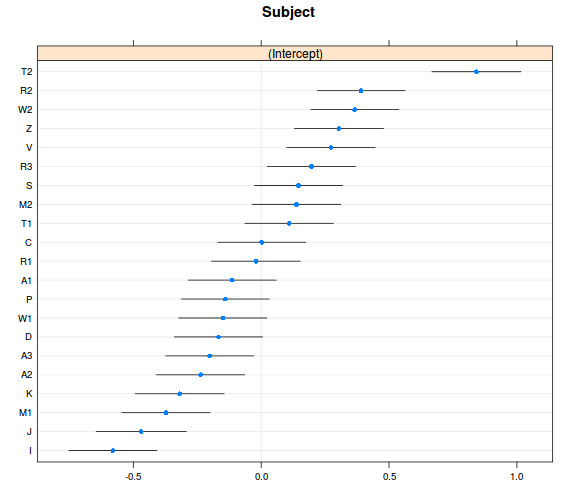 Subject
(Intercept)
T2
R2
W2
Z
V
R3
S
M2
T1
C
R1
A1
P
W1
D
A3
A2
K
M1
J
I
-0.5 0.0 0.5 1.0